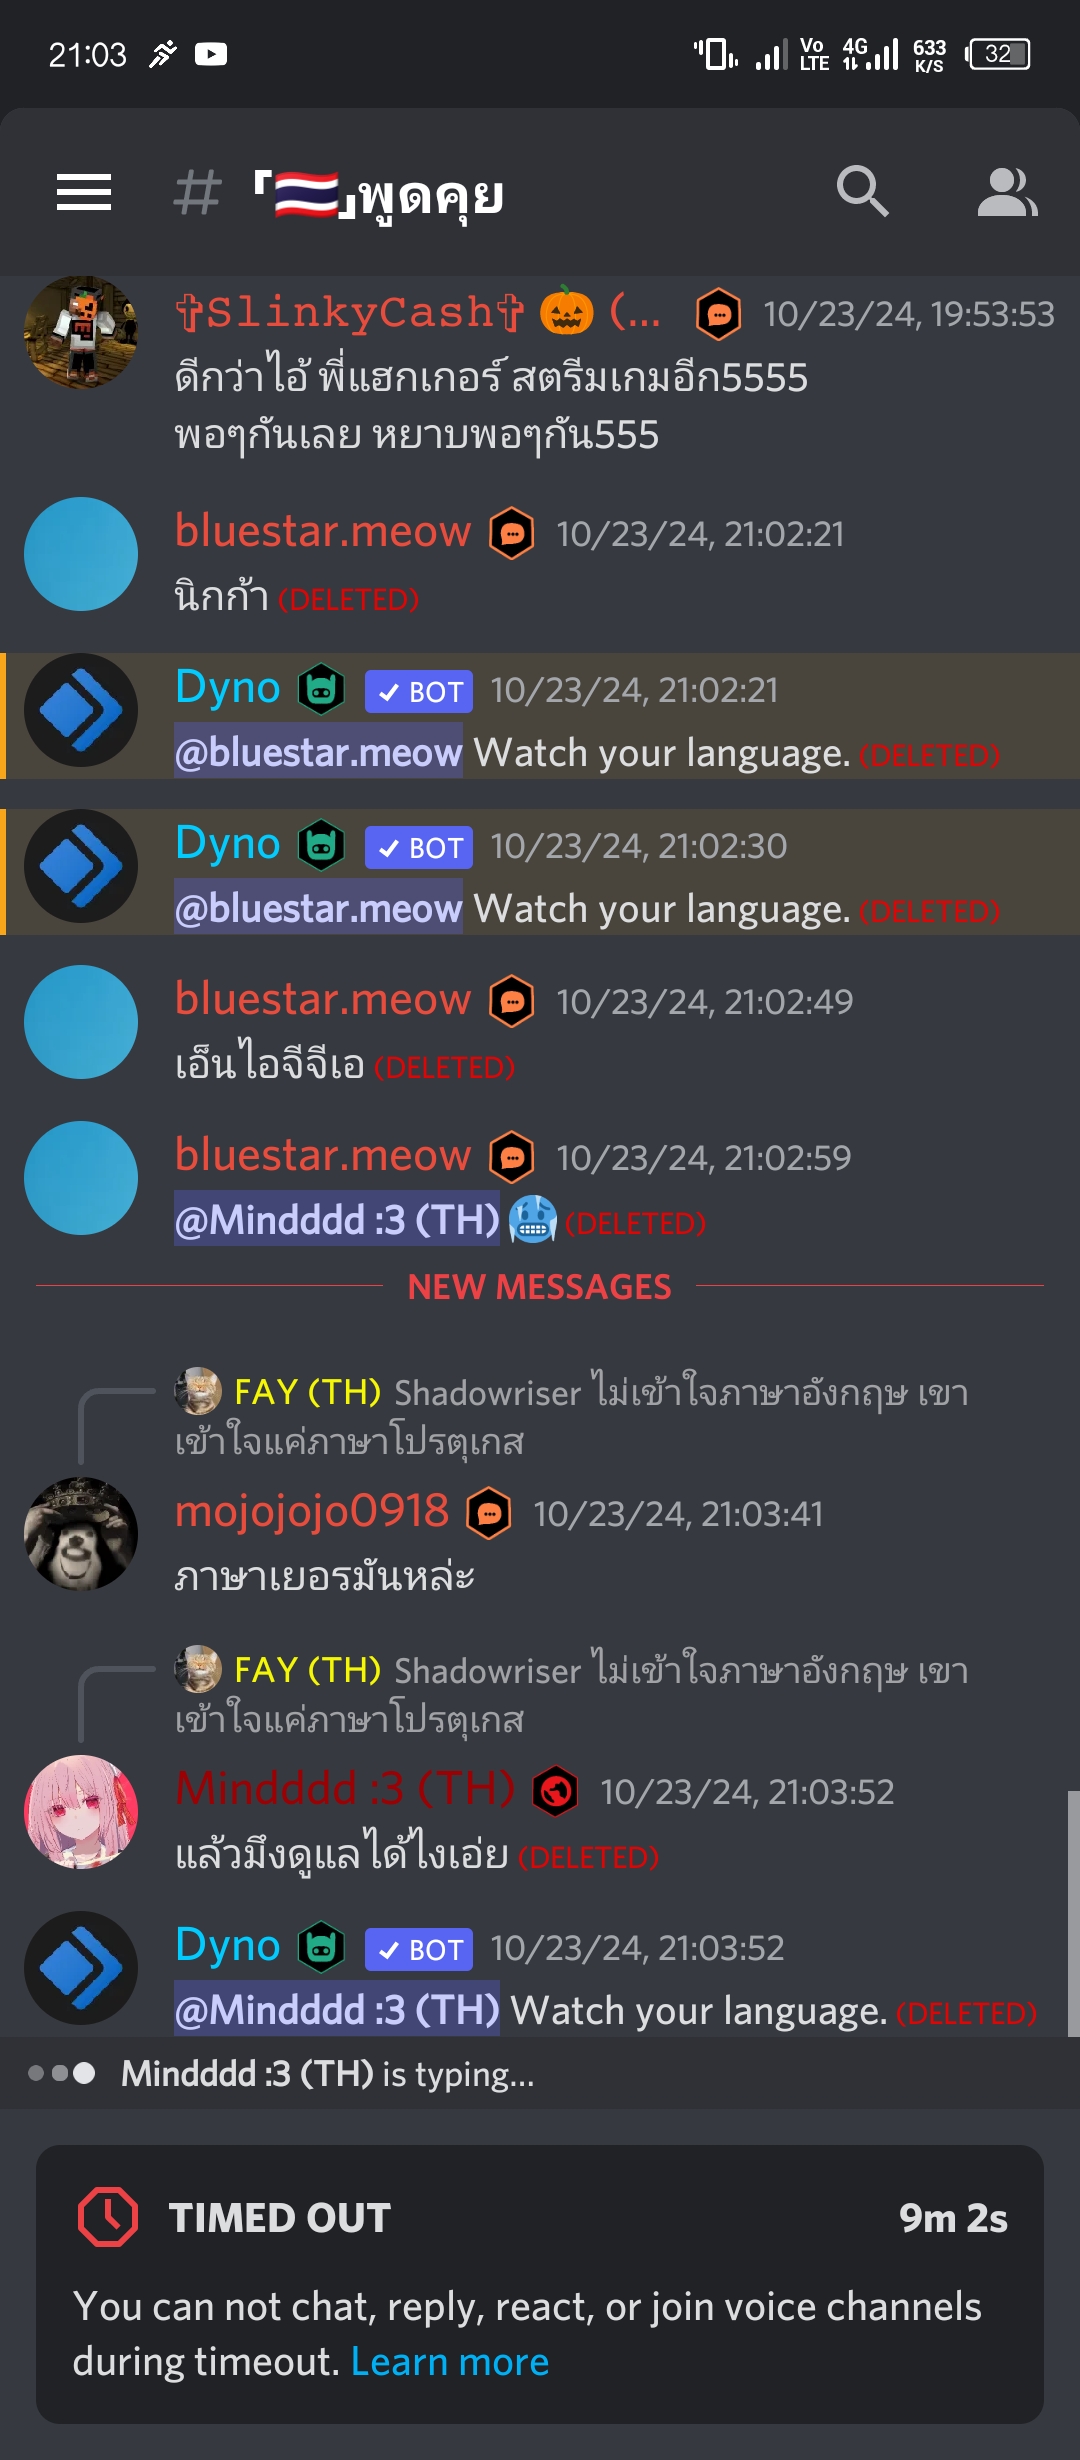 21:03 Vo LTE 4G 633 K/S 32
# 「🇹🇭」พูดคุย
✞SlinkyCash✞ 🎃 (... 10/23/24, 19:53:53
ดีกว่าไอ้ พี่แฮกเกอร์ สตรีมเกมอีก5555
พอๆกันเลย หยาบพอๆกัน555
bluestar.meow 10/23/24, 21:02:21
นิกก้า (DELETED)
Dyno ✓ BOT 10/23/24, 21:02:21
@bluestar.meow Watch your language. (DELETED)
Dyno ✓ BOT 10/23/24, 21:02:30
@bluestar.meow Watch your language. (DELETED)
bluestar.meow 10/23/24, 21:02:49
เอ็นไอจีจีเอ (DELETED)
bluestar.meow 10/23/24, 21:02:59
@Mindddd :3 (TH) 🥶 (DELETED)
NEW MESSAGES
FAY (TH) Shadowriser ไม่เข้าใจภาษาอังกฤษ เขา
เข้าใจแค่ภาษาโปรตุเกส
mojojojo0918 10/23/24, 21:03:41
ภาษาเยอรมันหล่ะ
FAY (TH) Shadowriser ไม่เข้าใจภาษาอังกฤษ เขา
เข้าใจแค่ภาษาโปรตุเกส
Mindddd :3 (TH) 10/23/24, 21:03:52
แล้วมึงดูแลได้ไงเอ่ย (DELETED)
Dyno ✓ BOT 10/23/24, 21:03:52
@Mindddd :3 (TH) Watch your language. (DELETED)
Mindddd :3 (TH) is typing...
TIMED OUT 9m 2s
You can not chat, reply, react, or join voice channels
during timeout. Learn more